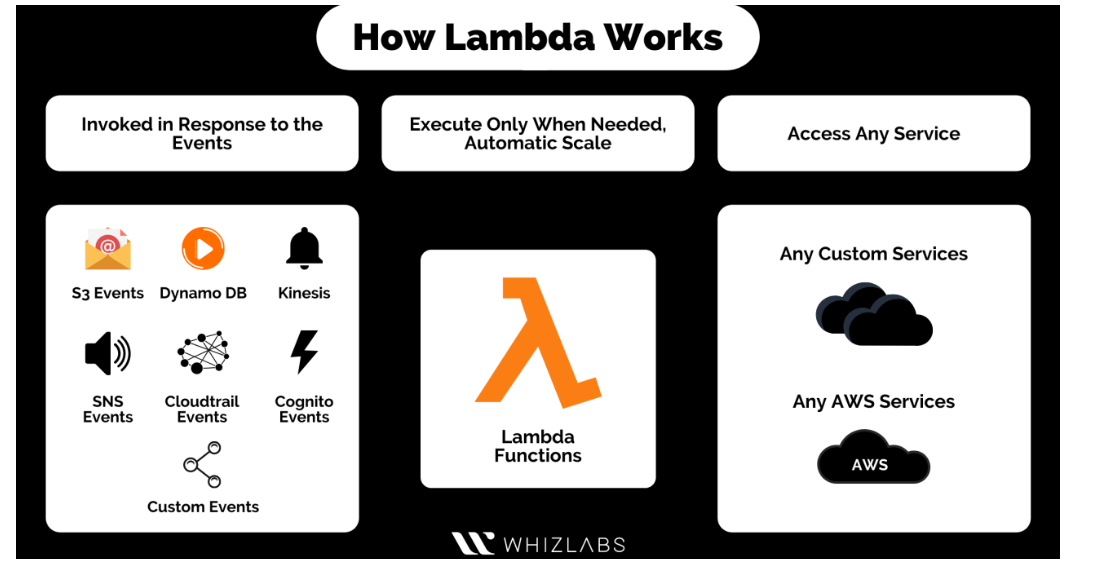 How Lambda Works
Invoked in Response to the
Events
Execute Only When Needed,
Automatic Scale
Access Any Service
@
S3 Events
Dynamo DB
Kinesis
SNS
Events
Cloudtrail
Events
Cognito
Events
Custom Events
λ
Lambda
Functions
Any Custom Services
Any AWS Services
AWS
WHIZLABS